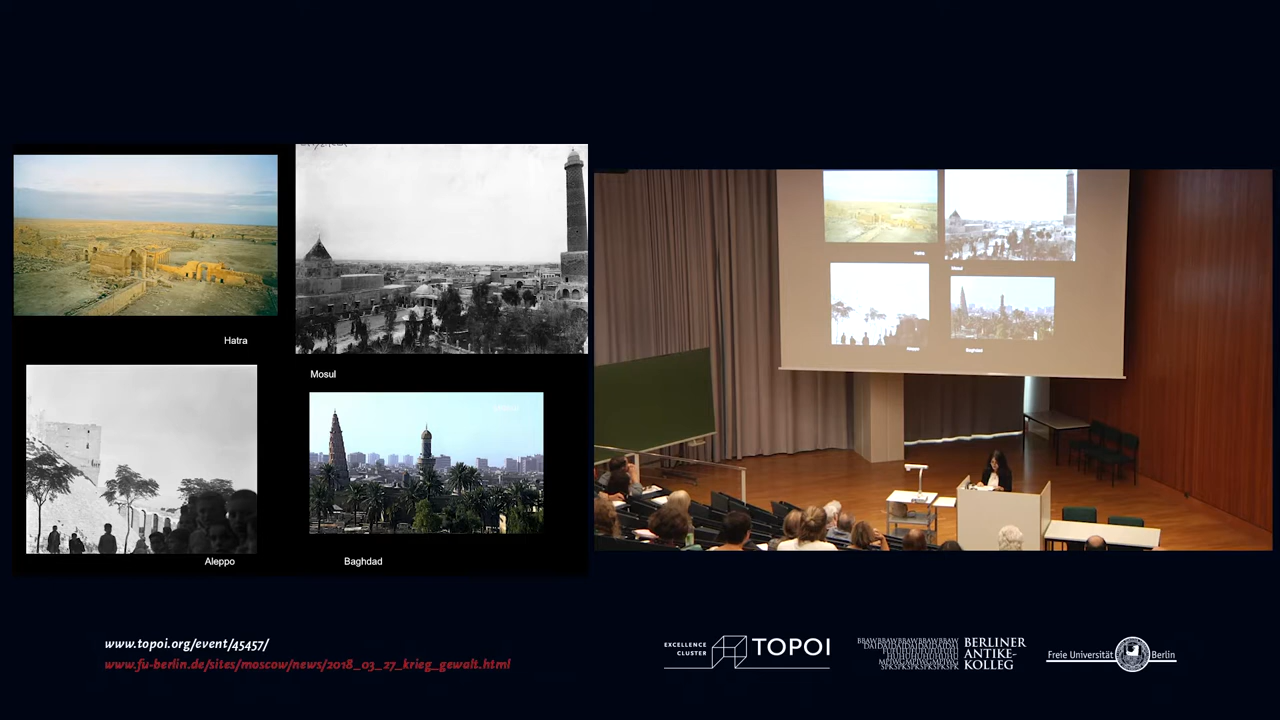 Hatra
Mosul
Aleppo
Baghdad
www.topoi.org/event/45457/
www.fu-berlin.de/sites/moscow/news/2018_03_27_krieg_gewalt.html
EXCELLENCE
CLUSTER
TOPOI
BERLINER
ANTIKE-
KOLLEG
Freie Universität Berlin